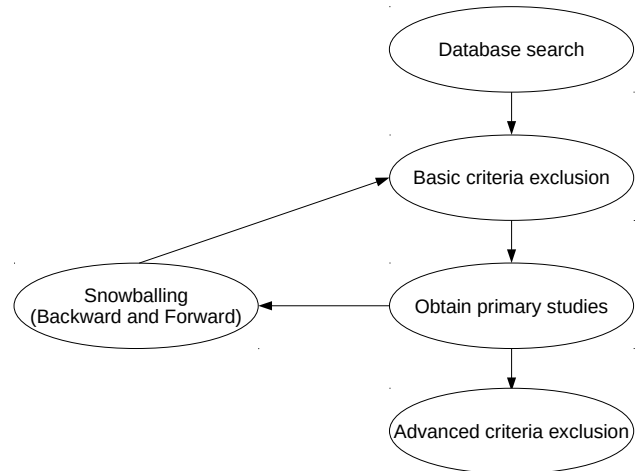 Database search
Basic criteria exclusion
Snowballing
(Backward and Forward)
Obtain primary studies
Advanced criteria exclusion